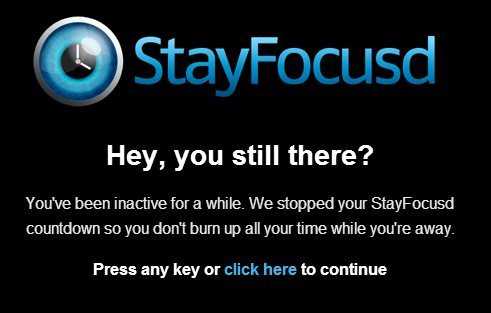 StayFocusd
Hey, you still there?
You've been inactive for a while. We stopped your StayFocusd
countdown so you don't burn up all your time while you're away.
Press any key or click here to continue